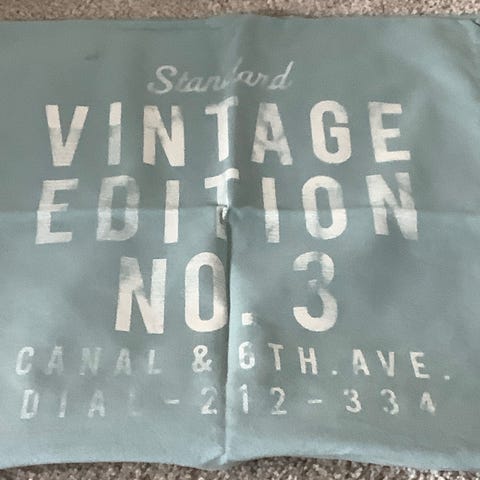 Standard
VINTAGE
EDITION
NO. 3
CANAL & 6TH. AVE.
DIAL-212-334